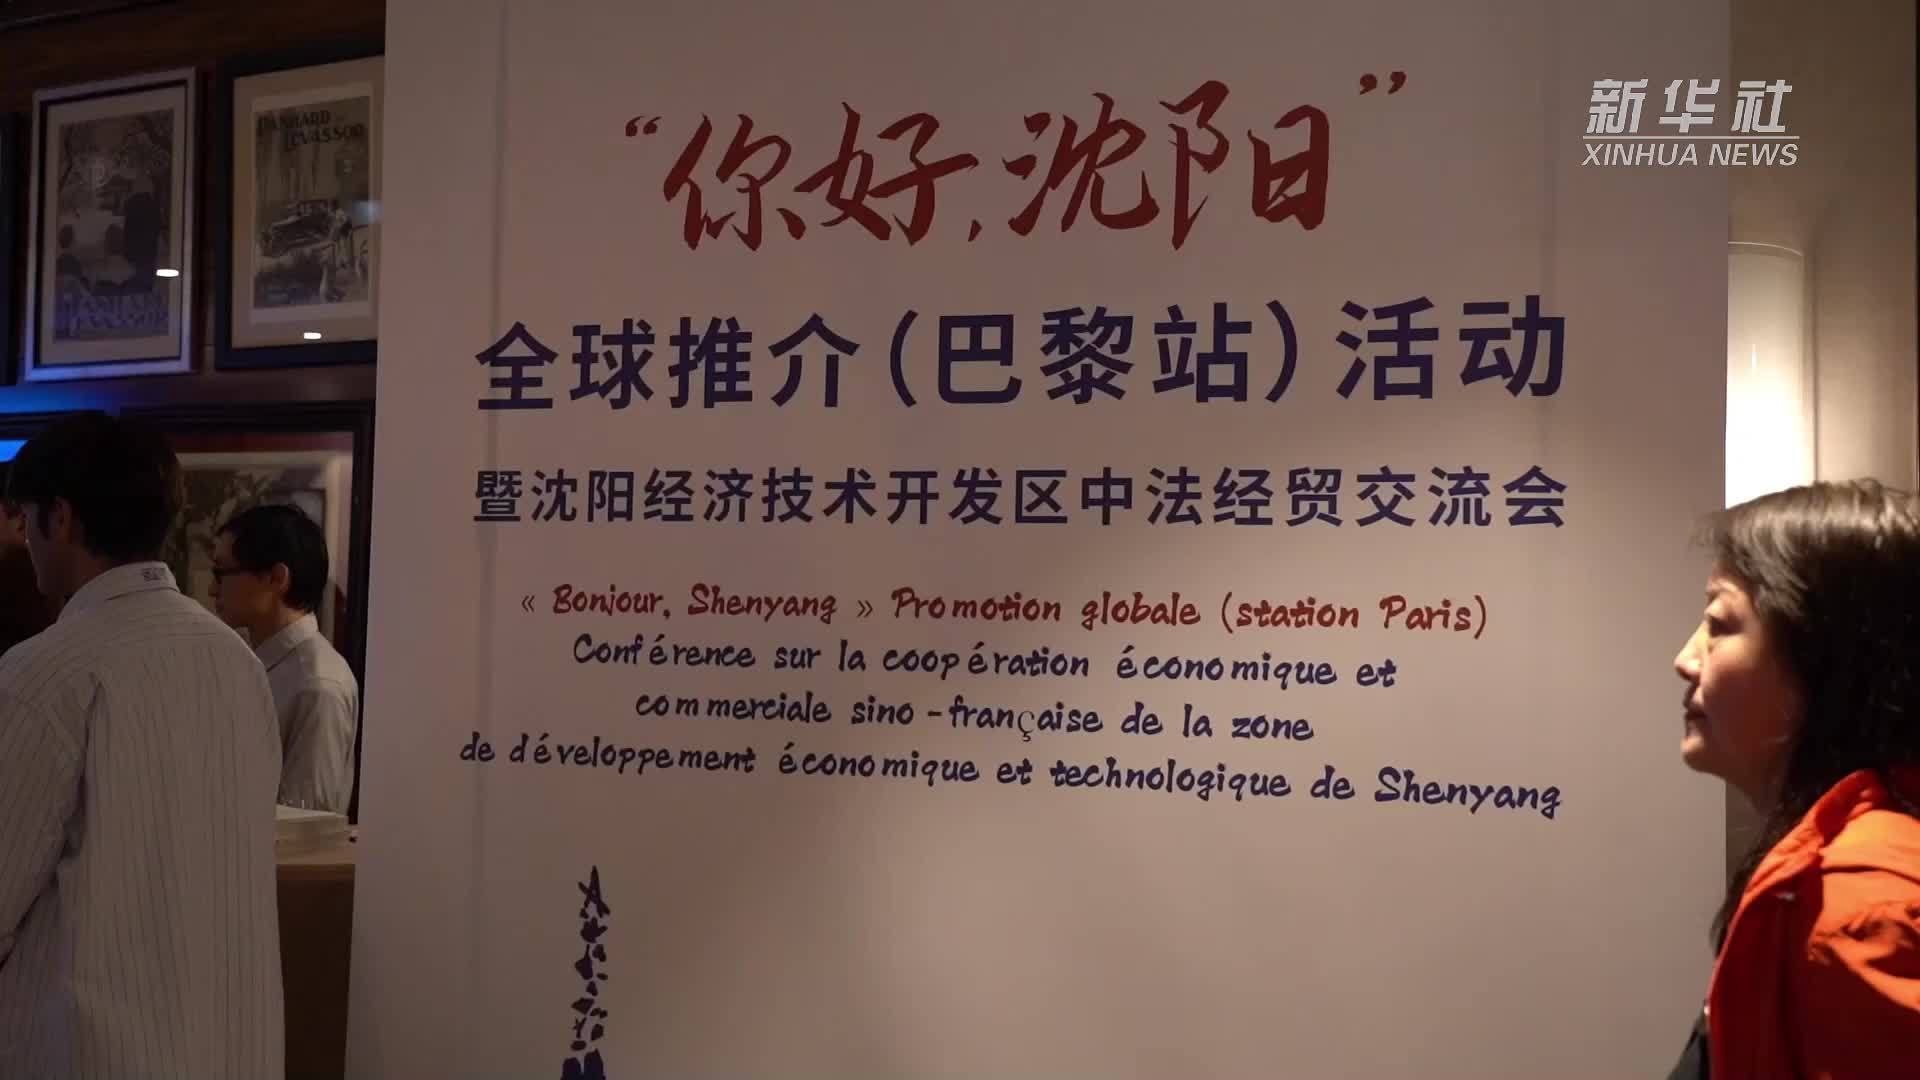 PANHARD & LEVASSOR
新华社
XINHUA NEWS
“你好,沈阳”
全球推介(巴黎站)活动
暨沈阳经济技术开发区中法经贸交流会
« Bonjour, Shenyang » Promotion globale (station Paris)
Conférence sur la coopération économique et
commerciale sino-française de la zone
de développement économique et technologique de Shenyang